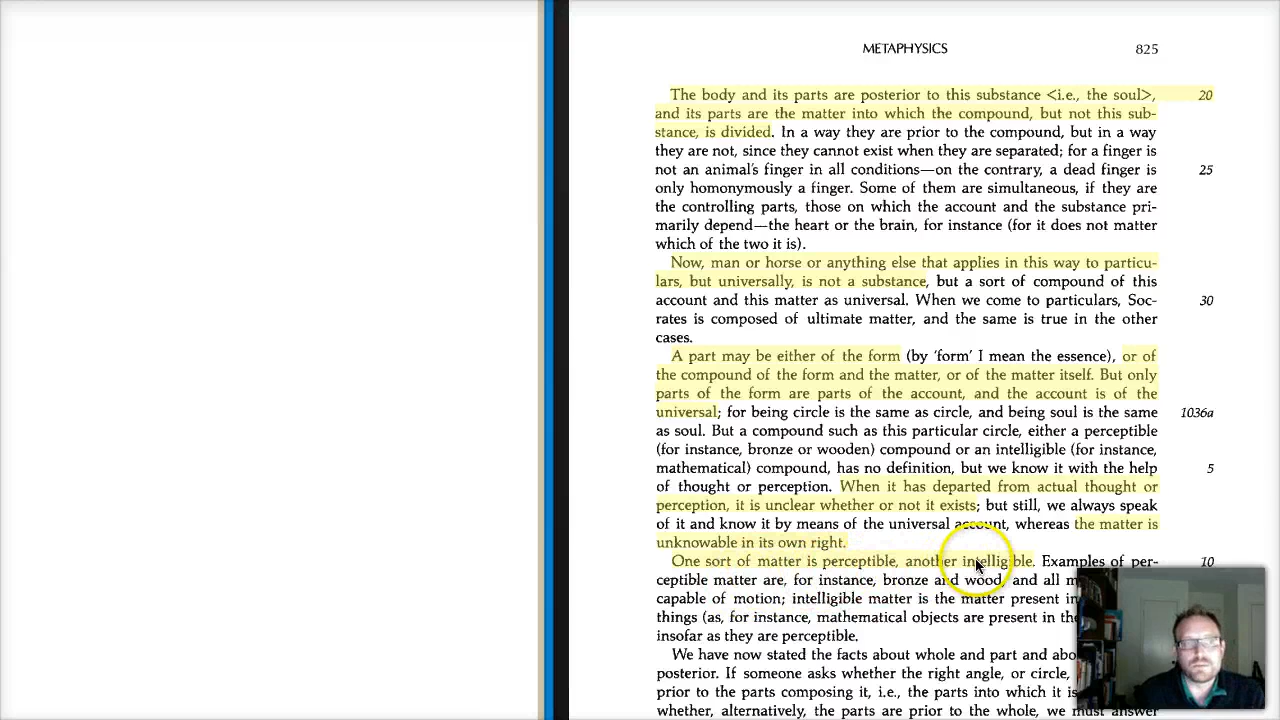 METAPHYSICS 825
The body and its parts are posterior to this substance <i.e., the soul>, 20
and its parts are the matter into which the compound, but not this sub-
stance, is divided. In a way they are prior to the compound, but in a way
they are not, since they cannot exist when they are separated; for a finger is
not an animal's finger in all conditions—on the contrary, a dead finger is 25
only homonymously a finger. Some of them are simultaneous, if they are
the controlling parts, those on which the account and the substance pri-
marily depend—the heart or the brain, for instance (for it does not matter
which of the two it is).
Now, man or horse or anything else that applies in this way to particu-
lars, but universally, is not a substance, but a sort of compound of this
account and this matter as universal. When we come to particulars, Soc- 30
rates is composed of ultimate matter, and the same is true in the other
cases.
A part may be either of the form (by 'form' I mean the essence), or of
the compound of the form and the matter, or of the matter itself. But only
parts of the form are parts of the account, and the account is of the
universal; for being circle is the same as circle, and being soul is the same 1036a
as soul. But a compound such as this particular circle, either a perceptible
(for instance, bronze or wooden) compound or an intelligible (for instance,
mathematical) compound, has no definition, but we know it with the help 5
of thought or perception. When it has departed from actual thought or
perception, it is unclear whether or not it exists; but still, we always speak
of it and know it by means of the universal account, whereas the matter is
unknowable in its own right.
One sort of matter is perceptible, another intelligible. Examples of per- 10
ceptible matter are, for instance, bronze and wood, and all
capable of motion; intelligible matter is the matter present in
things (as, for instance, mathematical objects are present in
insofar as they are perceptible.
We have now stated the facts about whole and part and
posterior. If someone asks whether the right angle, or circle,
prior to the parts composing it, i.e., the parts into which it is
whether, alternatively, the parts are prior to the whole, we must answer